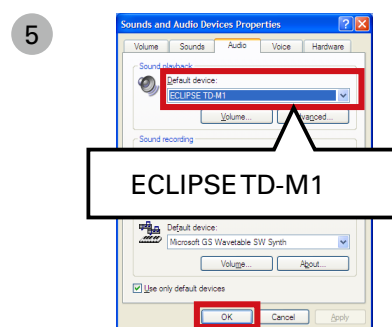 5
Sounds and Audio Devices Properties
Volume Sounds Audio Voice Hardware
Sound playback
Default device:
ECLIPSE TD-M1
Volume... Advanced...
Sound recording
ECLIPSE TD-M1
Default device:
Microsoft GS Wavetable SW Synth
Volume... About...
Use only default devices
OK Cancel Apply